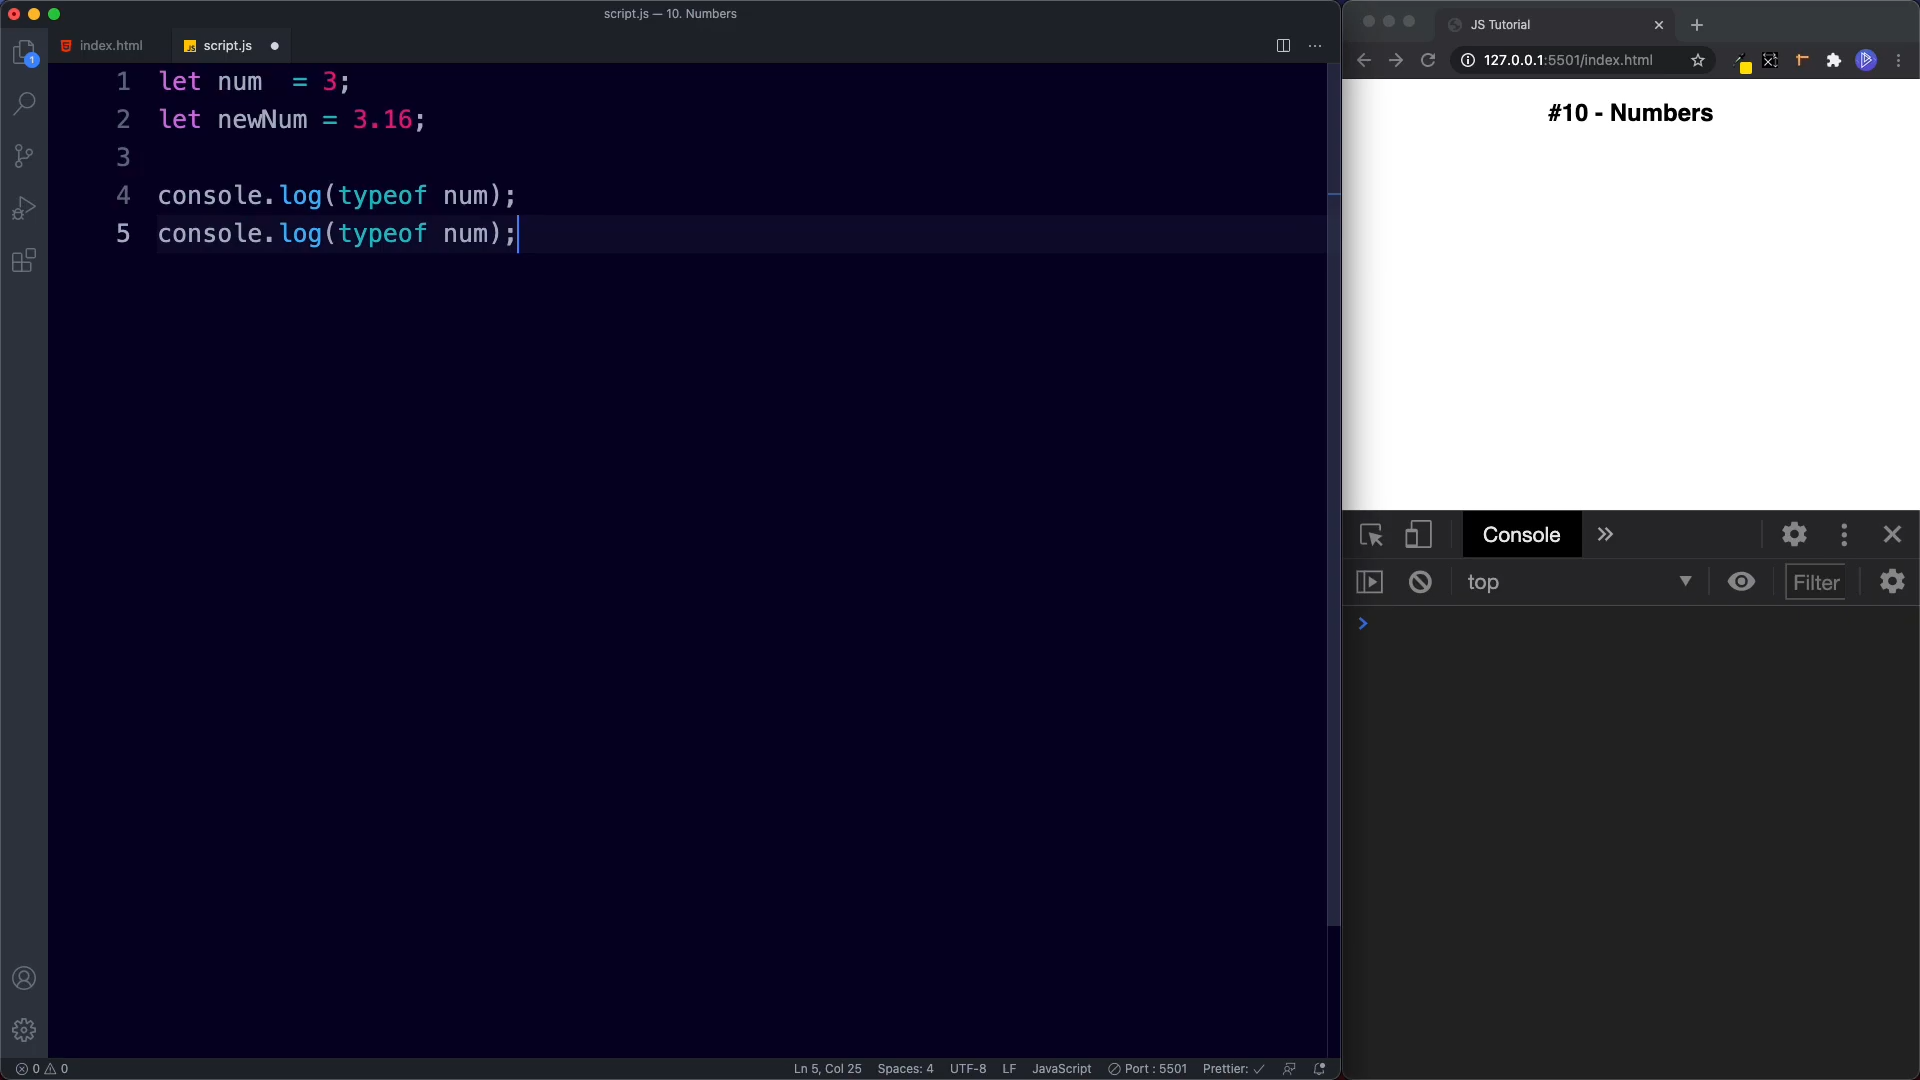 script.js — 10. Numbers
index.html
script.js
1 let num  = 3;
2 let newNum = 3.16;
3
4 console.log(typeof num);
5 console.log(typeof num);
1
0 0
Ln 5, Col 25
Spaces: 4
UTF-8
LF
JavaScript
Port : 5501
Prettier:
JS Tutorial
127.0.0.1:5501/index.html
#10 - Numbers
Console
top
Filter